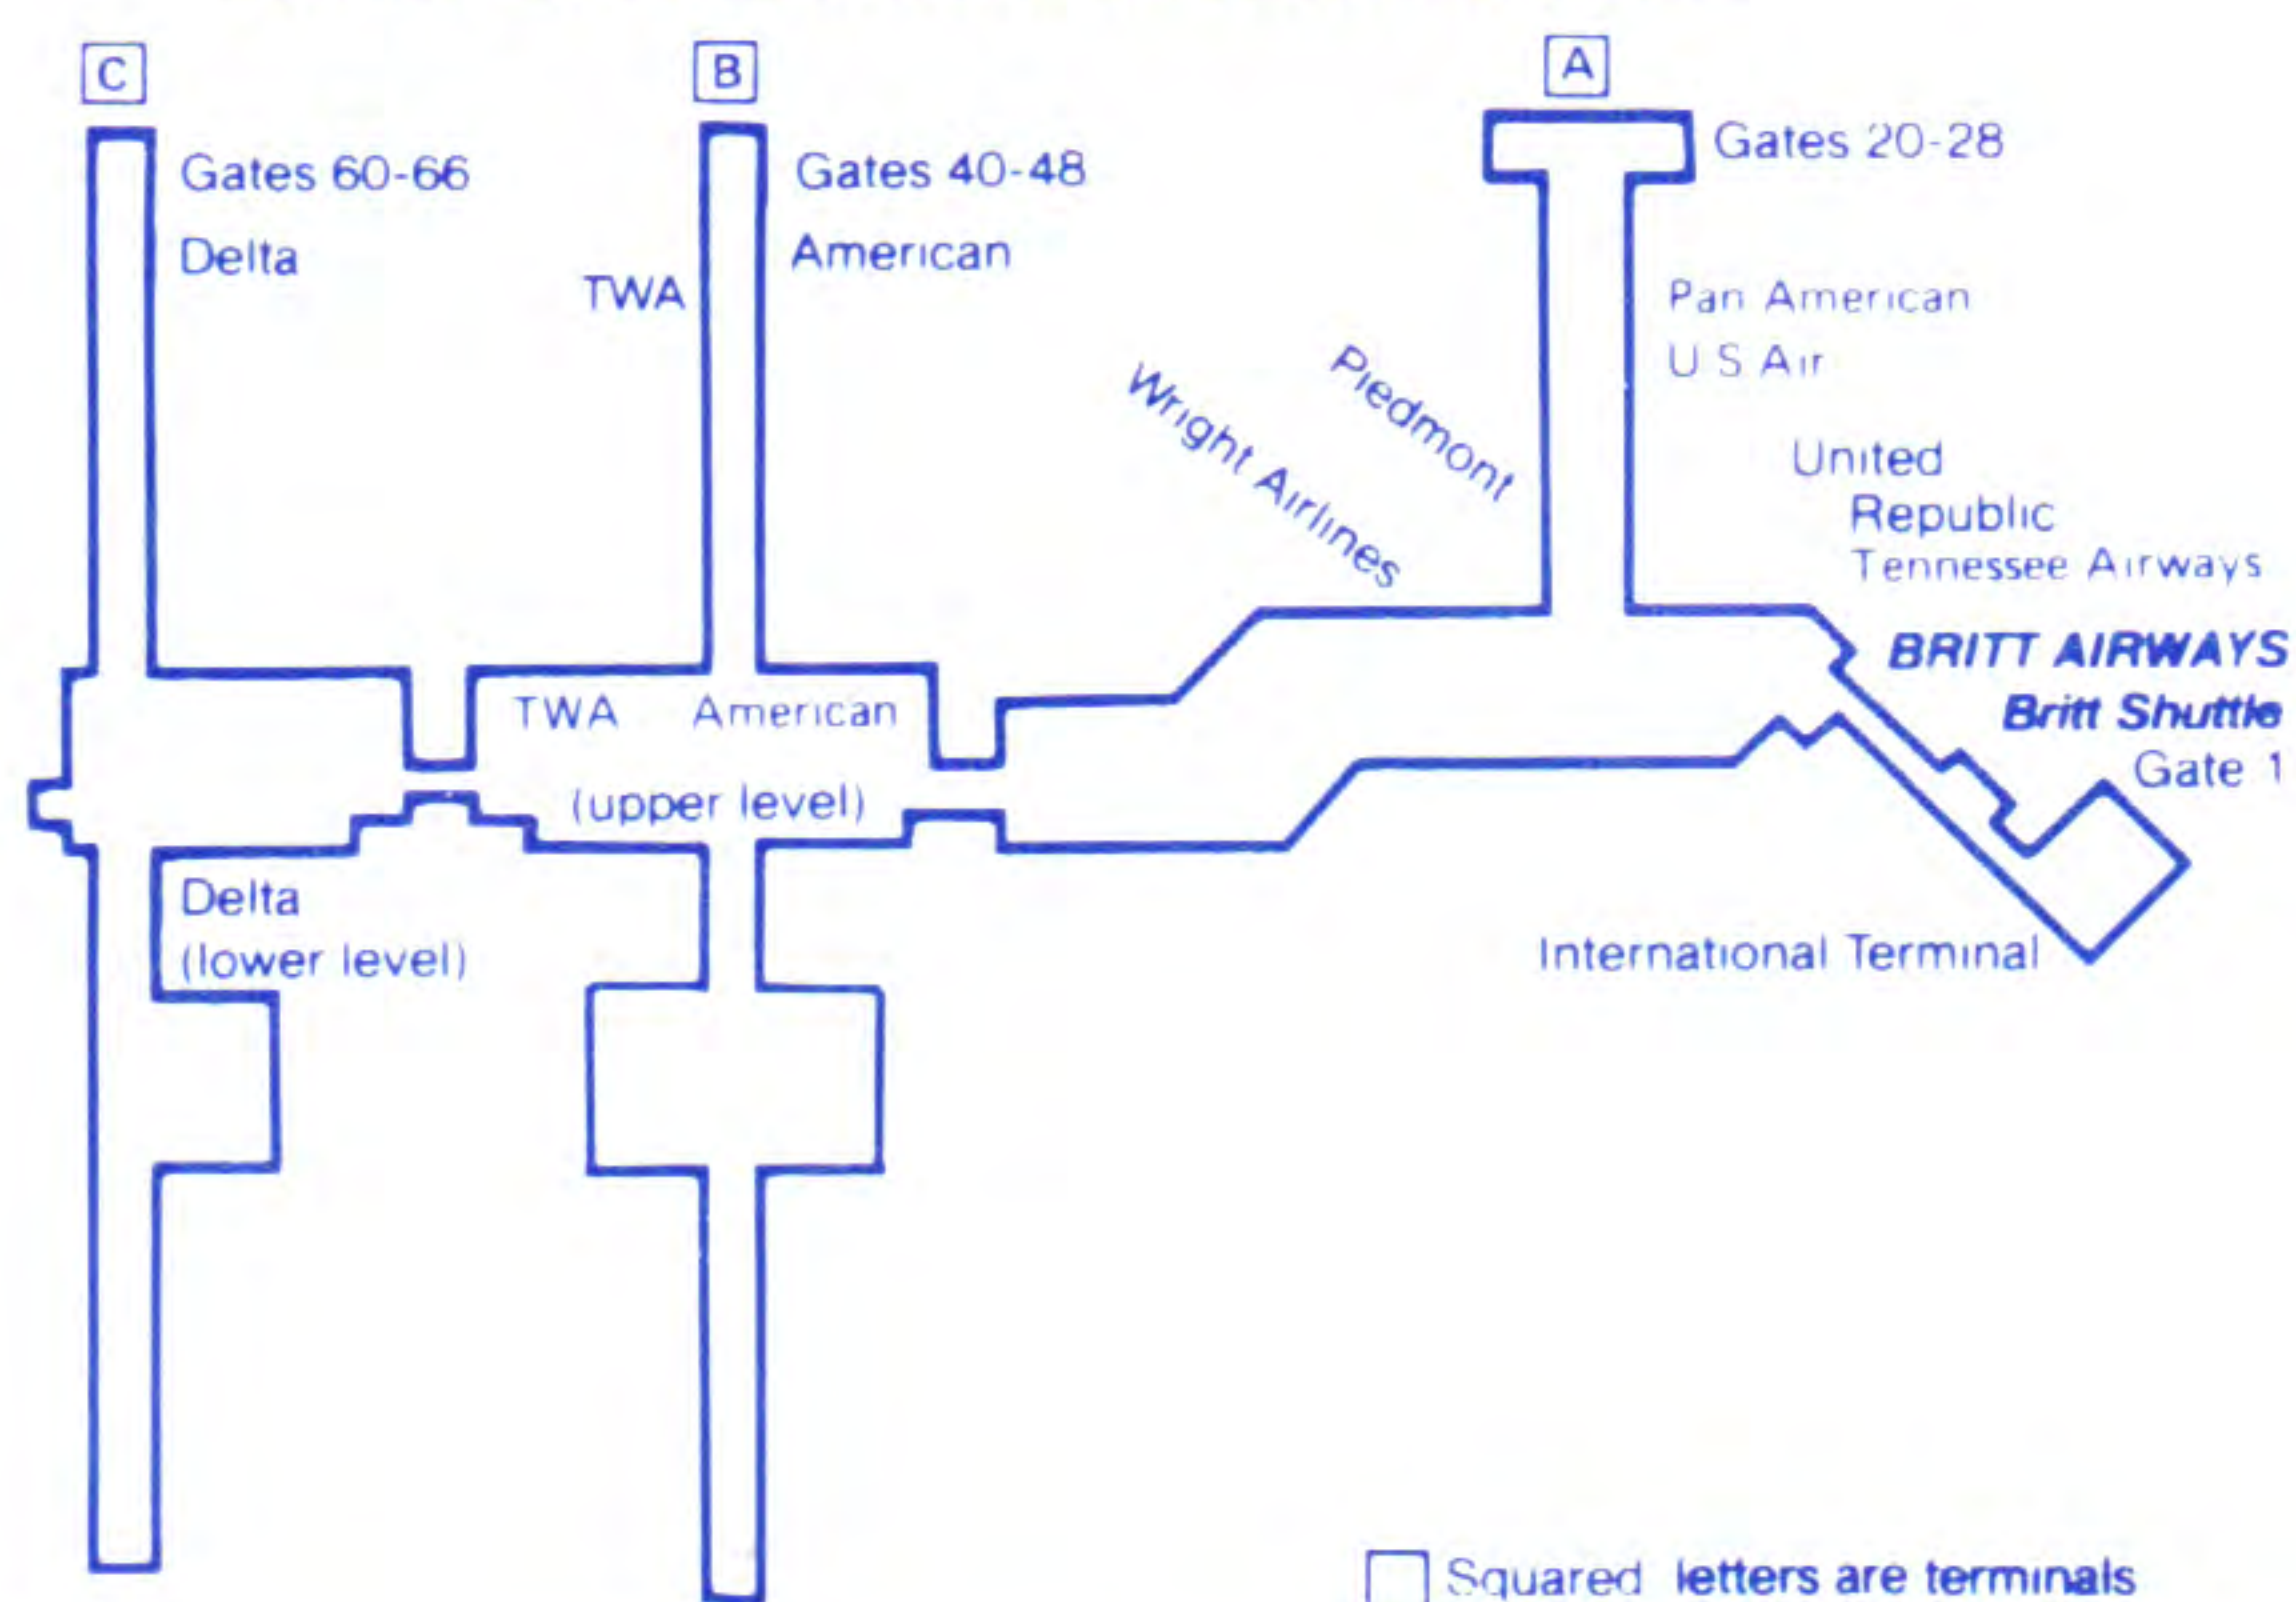 C
B
A
Gates 60-66
Delta
TWA
Gates 40-48
American
Gates 20-28
Pan American
U S Air
Piedmont
Wright Airlines
United
Republic
Tennessee Airways
BRITT AIRWAYS
Britt Shuttle
Gate 1
TWA American
(upper level)
Delta
(lower level)
International Terminal
Squared letters are terminals